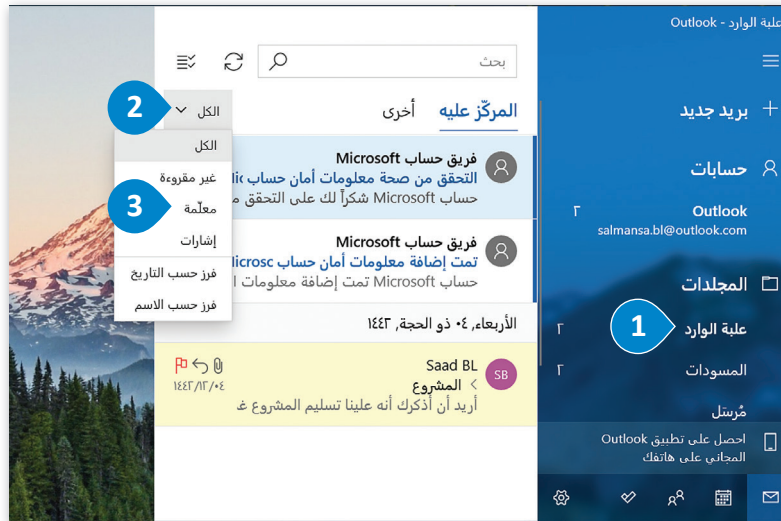 علبة الوارد - Outlook
بريد جديد
حسابات
Outlook
٢
salmansa.bl@outlook.com
المجلدات
1
علبة الوارد
٢
المسودات
٢
مُرسَل
احصل على تطبيق Outlook
المجاني على هاتفك
بحث
المركّز عليه أخرى
الكل
2
الكل
غير مقروءة
معلّمة
3
إشارات
فرز حسب التاريخ
فرز حسب الاسم
فريق حساب Microsoft
التحقق من صحة معلومات أمان حساب
حساب Microsoft شكراً لك على التحقق
فريق حساب Microsoft
تمت إضافة معلومات أمان حساب Microsc
حساب Microsoft تمت إضافة معلومات
الأربعاء, ٠٤ ذو الحجة, ١٤٤٢
SB
Saad BL
المشروع
١٤٤٢/١٢/٠٤
أريد أن أذكرك أنه علينا تسليم المشروع غ